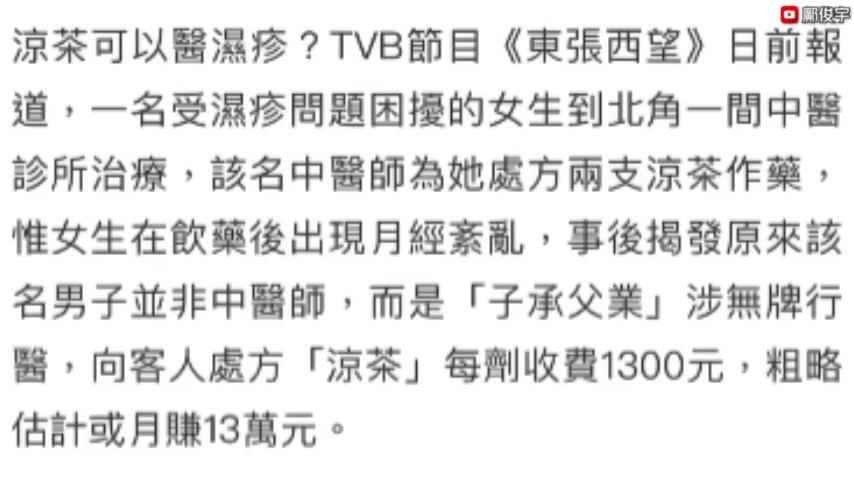 鄺俊宇
涼茶可以醫濕疹？TVB節目《東張西望》日前報
道，一名受濕疹問題困擾的女生到北角一間中醫
診所治療，該名中醫師為她處方兩支涼茶作藥，
惟女生在飲藥後出現月經紊亂，事後揭發原來該
名男子並非中醫師，而是「子承父業」涉無牌行
醫，向客人處方「涼茶」每劑收費1300元，粗略
估計或月賺13萬元。